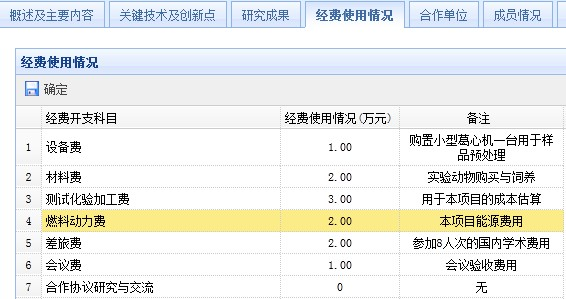 概述及主要内容 关键技术及创新点 研究成果 经费使用情况 合作单位 成员情况
经费使用情况
确定
经费开支科目 经费使用情况(万元) 备注
1 设备费 1.00 购置小型葛心机一台用于样
品预处理
2 材料费 2.00 实验动物购买与饲养
3 测试化验加工费 3.00 用于本项目的成本估算
4 燃料动力费 2.00 本项目能源费用
5 差旅费 2.00 参加8人次的国内学术费用
6 会议费 1.00 会议验收费用
7 合作协议研究与交流 0 无